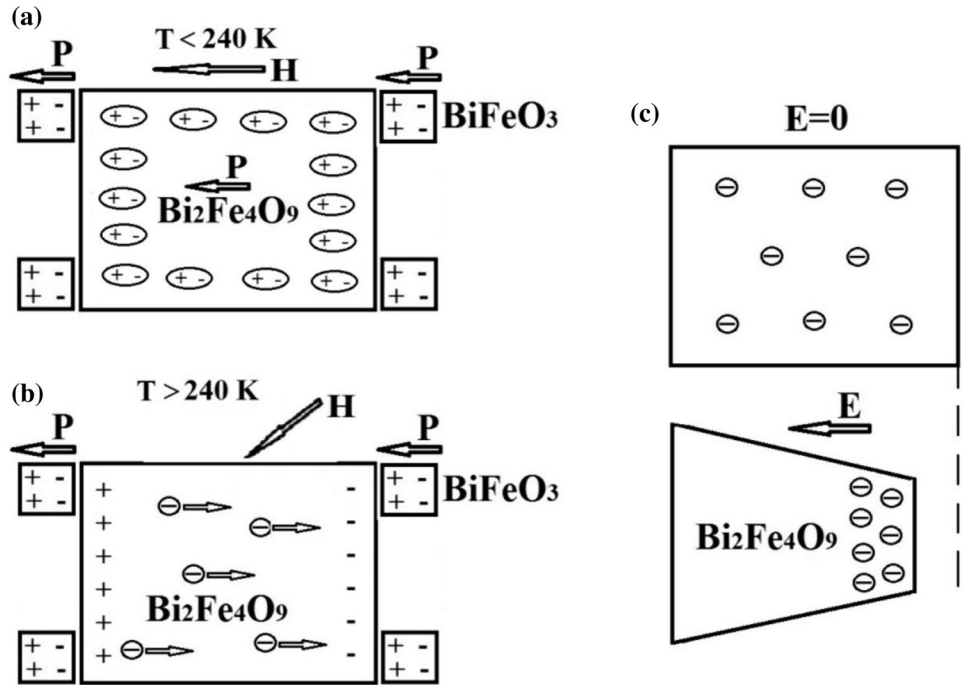 (a)
T < 240 K
P H P
+ - + -
+ - + -
BiFeO3
+ - + - + - + -
+ - + -
P
+ - + -
Bi2Fe4O9
+ - + -
+ - + - + - + -
+ - + -
+ - + -
(b)
T > 240 K
H
P P
+ - + -
+ - + -
BiFeO3
+ -
+ ⊖ -
+ ⊖ -
+ ⊖ -
+ Bi2Fe4O9 -
+ ⊖ ⊖ -
+ - + -
+ - + -
(c)
E=0
⊖ ⊖ ⊖
⊖ ⊖
⊖ ⊖ ⊖
E
Bi2Fe4O9
⊖ ⊖
⊖ ⊖
⊖ ⊖
⊖